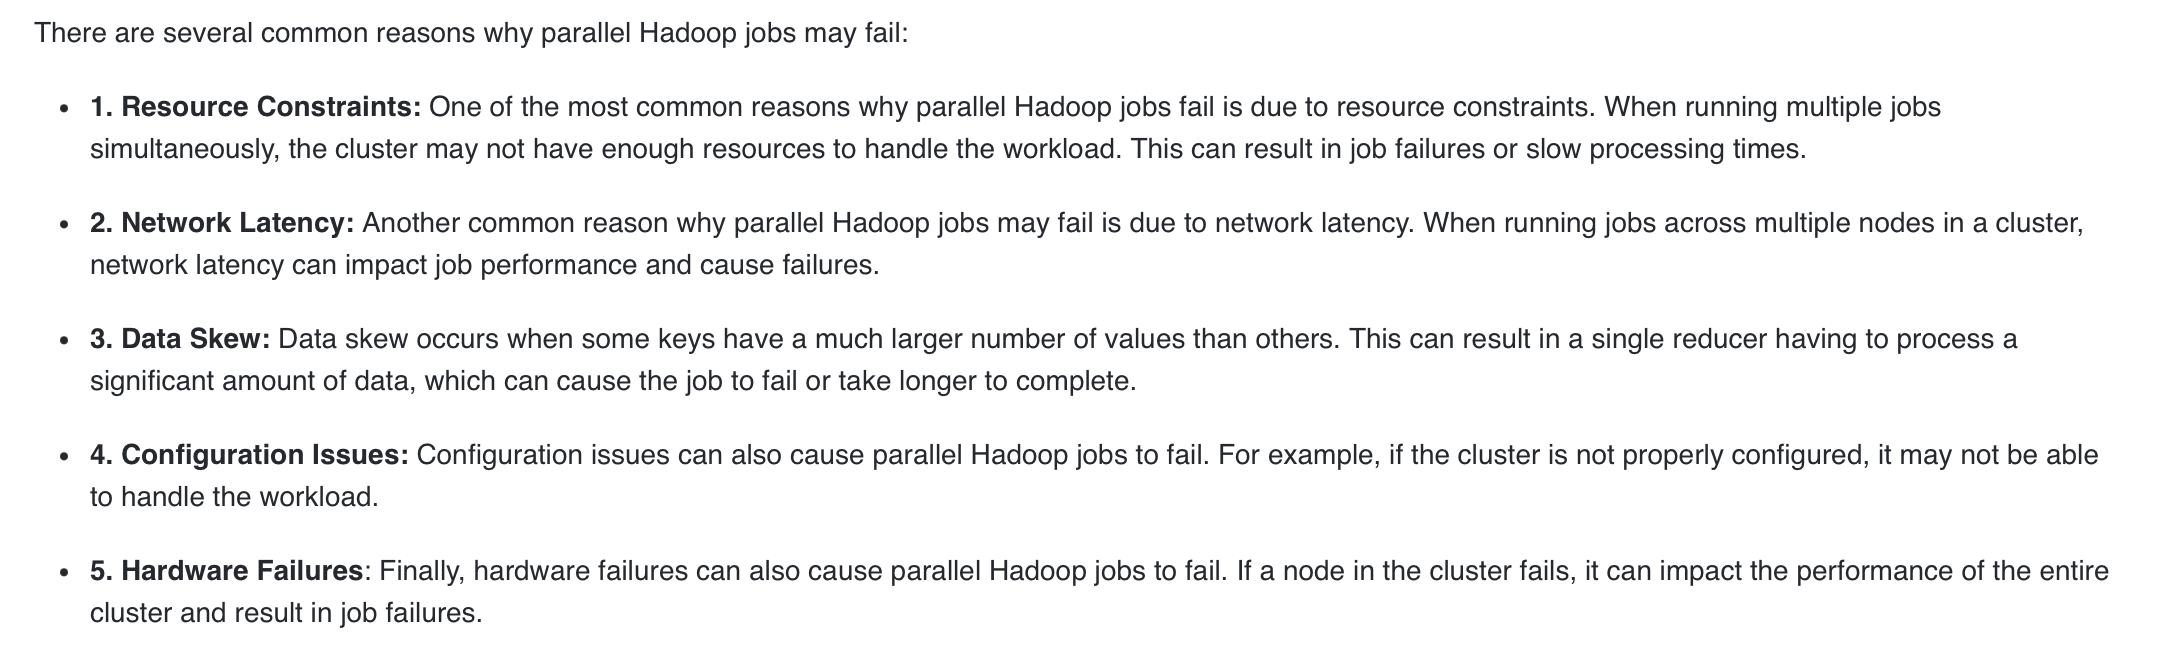 There are several common reasons why parallel Hadoop jobs may fail:
• 1. Resource Constraints: One of the most common reasons why parallel Hadoop jobs fail is due to resource constraints. When running multiple jobs
simultaneously, the cluster may not have enough resources to handle the workload. This can result in job failures or slow processing times.
• 2. Network Latency: Another common reason why parallel Hadoop jobs may fail is due to network latency. When running jobs across multiple nodes in a cluster,
network latency can impact job performance and cause failures.
• 3. Data Skew: Data skew occurs when some keys have a much larger number of values than others. This can result in a single reducer having to process a
significant amount of data, which can cause the job to fail or take longer to complete.
• 4. Configuration Issues: Configuration issues can also cause parallel Hadoop jobs to fail. For example, if the cluster is not properly configured, it may not be able
to handle the workload.
• 5. Hardware Failures: Finally, hardware failures can also cause parallel Hadoop jobs to fail. If a node in the cluster fails, it can impact the performance of the entire
cluster and result in job failures.